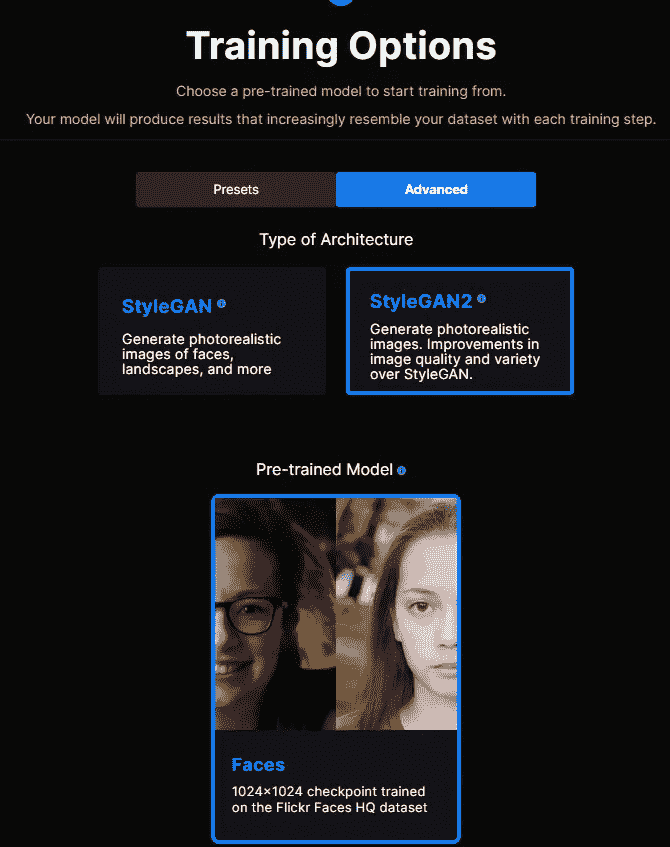 Training Options
Choose a pre-trained model to start training from.
Your model will produce results that increasingly resemble your dataset with each training step.
Presets
Advanced
Type of Architecture
StyleGAN
Generate photorealistic
images of faces,
landscapes, and more
StyleGAN2
Generate photorealistic
images. Improvements in
image quality and variety
over StyleGAN.
Pre-trained Model
Faces
1024×1024 checkpoint trained
on the Flickr Faces HQ dataset